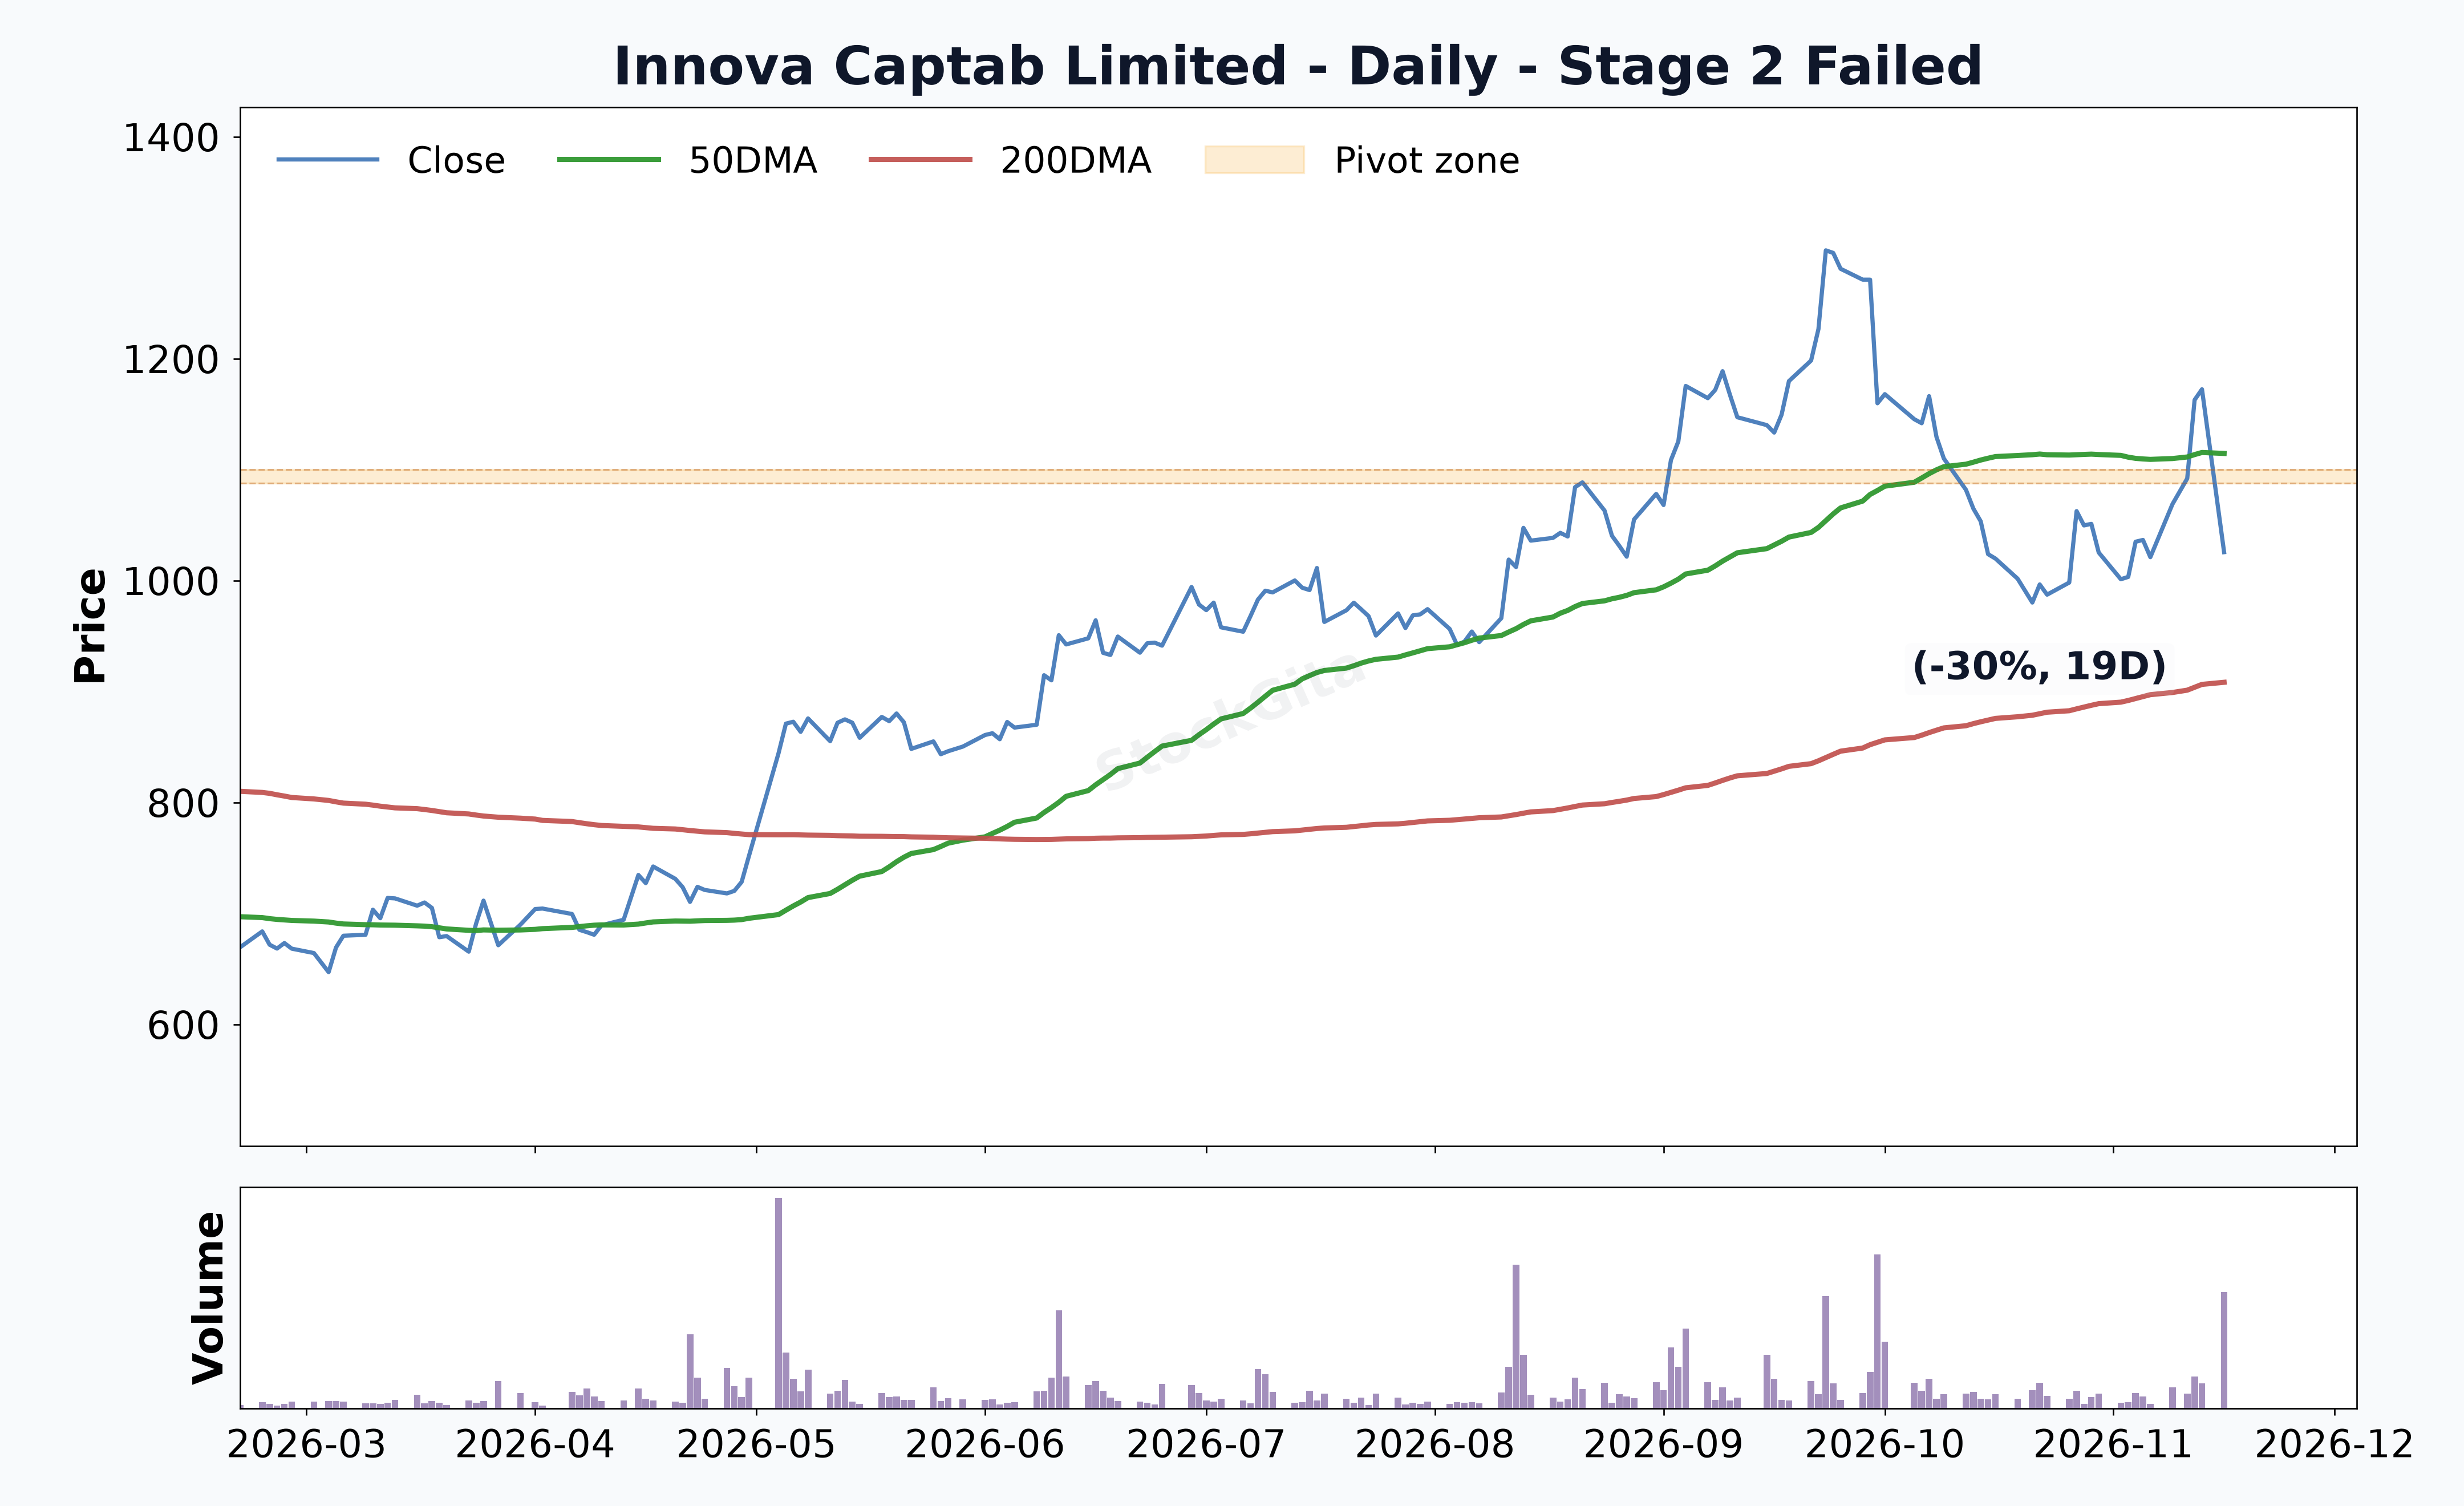 Innova Captab Limited - Daily - Stage 2 Failed
Close
50DMA
200DMA
Pivot zone
Price
1400
1200
1000
800
600
StockGita
(-30%, 19D)
Volume
2026-03
2026-04
2026-05
2026-06
2026-07
2026-08
2026-09
2026-10
2026-11
2026-12